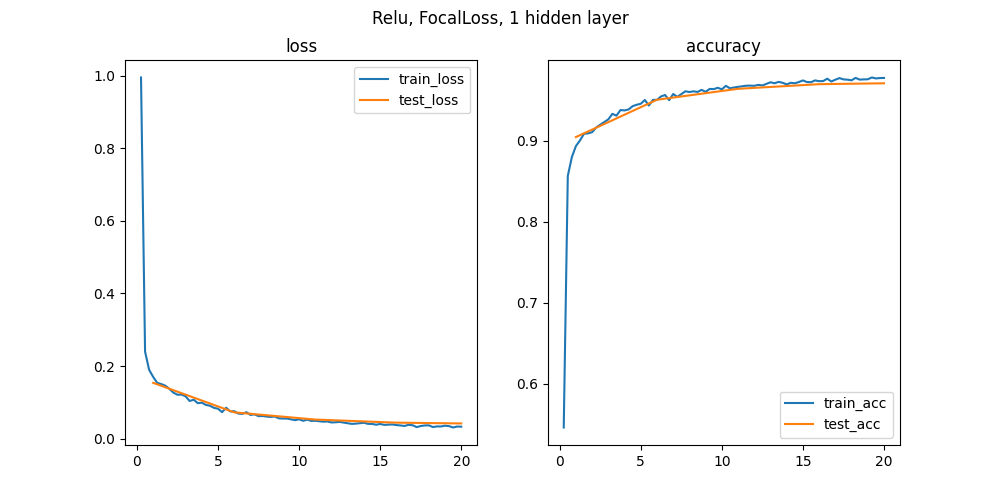 Relu, FocalLoss, 1 hidden layer
loss
1.0
0.8
0.6
0.4
0.2
0.0
0 5 10 15 20
train_loss
test_loss
accuracy
0.9
0.8
0.7
0.6
0 5 10 15 20
train_acc
test_acc